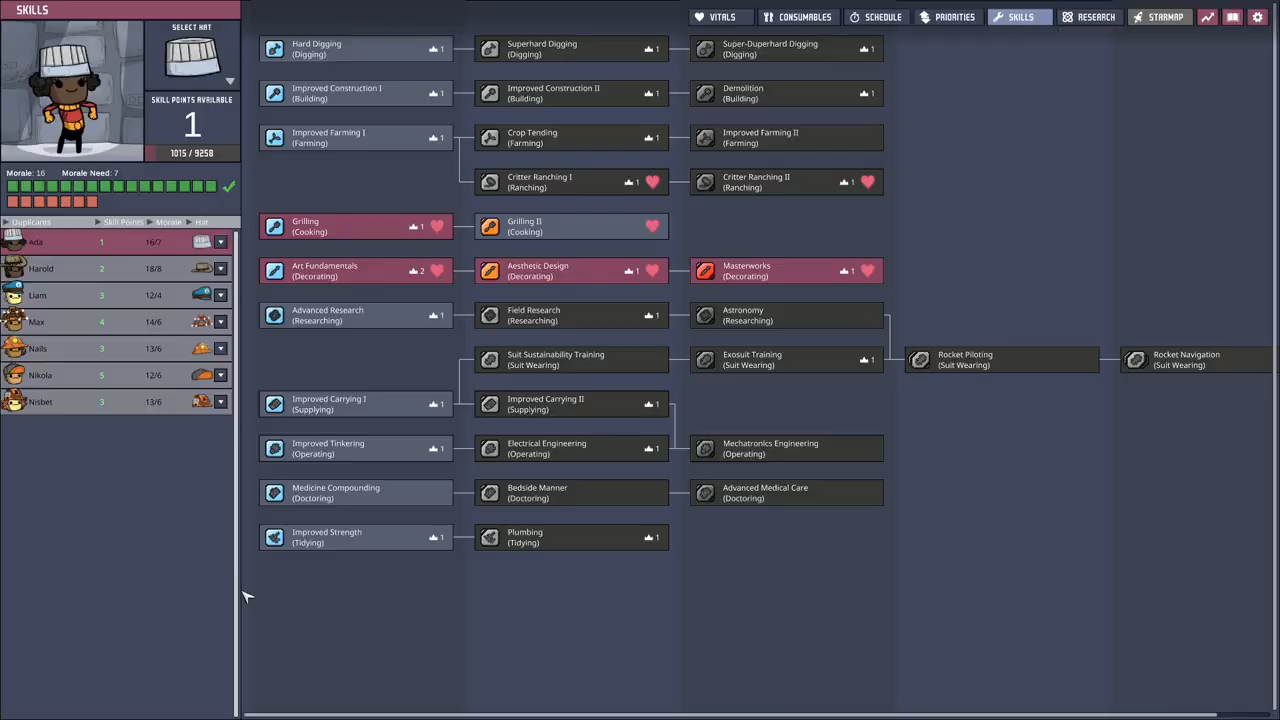 SKILLS
VITALS
CONSUMABLES
SCHEDULE
PRIORITIES
SKILLS
RESEARCH
STARMAP
SELECT HAT
SKILL POINTS AVAILABLE
1
1015 / 9258
Morale: 16 Morale Need: 7
Duplicants Skill Points Morale Hat
Ada 1 16/7
Harold 2 18/8
Liam 3 12/4
Max 4 14/6
Nails 3 13/6
Nikola 5 12/6
Nisbet 3 13/6
Hard Digging
(Digging)
1
Superhard Digging
(Digging)
1
Super-Duperhard Digging
(Digging)
1
Improved Construction I
(Building)
1
Improved Construction II
(Building)
1
Demolition
(Building)
1
Improved Farming I
(Farming)
1
Crop Tending
(Farming)
1
Improved Farming II
(Farming)
Critter Ranching I
(Ranching)
1
Critter Ranching II
(Ranching)
1
Grilling
(Cooking)
1
Grilling II
(Cooking)
Art Fundamentals
(Decorating)
2
Aesthetic Design
(Decorating)
1
Masterworks
(Decorating)
1
Advanced Research
(Researching)
1
Field Research
(Researching)
1
Astronomy
(Researching)
Suit Sustainability Training
(Suit Wearing)
Exosuit Training
(Suit Wearing)
1
Rocket Piloting
(Suit Wearing)
Rocket Navigation
(Suit Wearing)
Improved Carrying I
(Supplying)
1
Improved Carrying II
(Supplying)
1
Improved Tinkering
(Operating)
1
Electrical Engineering
(Operating)
1
Mechatronics Engineering
(Operating)
Medicine Compounding
(Doctoring)
Bedside Manner
(Doctoring)
Advanced Medical Care
(Doctoring)
Improved Strength
(Tidying)
1
Plumbing
(Tidying)
1